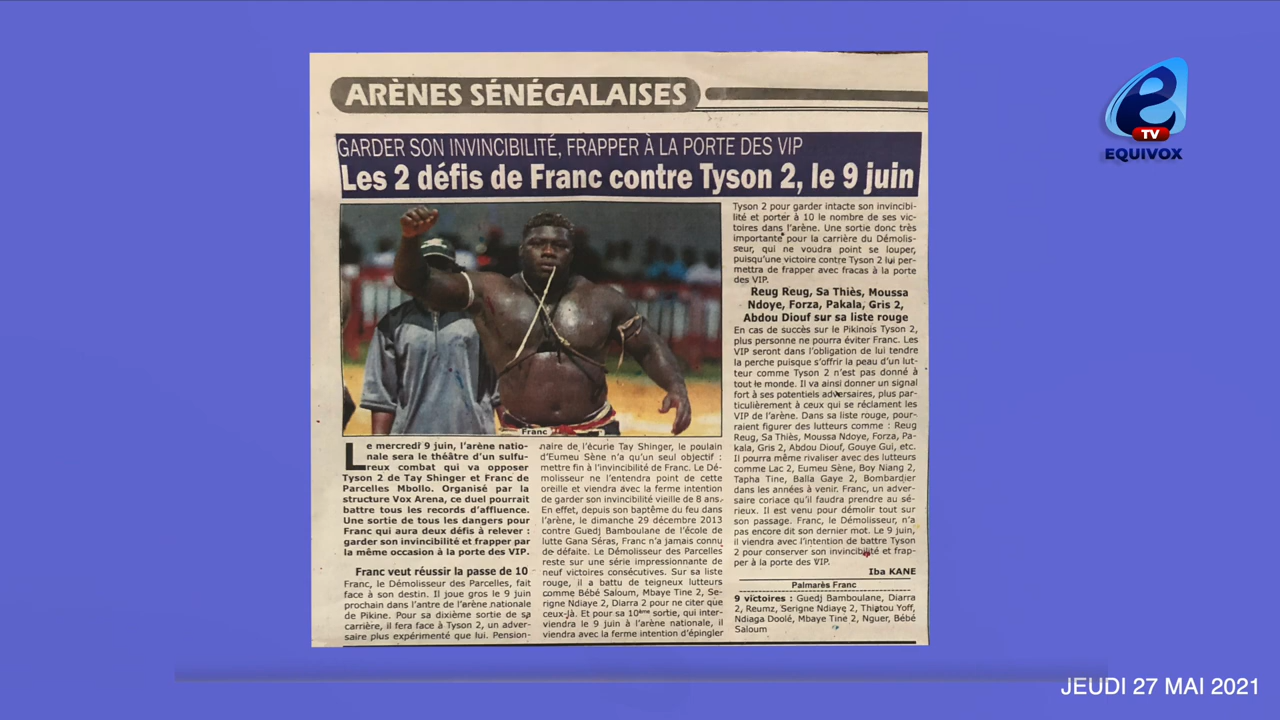 ARÈNES SÉNÉGALAISES
GARDER SON INVINCIBILITÉ, FRAPPER À LA PORTE DES VIP
Les 2 défis de Franc contre Tyson 2, le 9 juin
Franc
Le mercredi 9 juin, l'arène natio-
nale sera le théâtre d'un sulfu-
reux combat qui va opposer
Tyson 2 de Tay Shinger et Franc de
Parcelles Mbollo. Organisé par la
structure Vox Arena, ce duel pourrait
battre tous les records d'affluence.
Une sortie de tous les dangers pour
Franc qui aura deux défis à relever :
garder son invincibilité et frapper par
la même occasion à la porte des VIP.
Franc veut réussir la passe de 10
Franc, le Démolisseur des Parcelles, fait
face à son destin. Il joue gros le 9 juin
prochain dans l'antre de l'arène nationale
de Pikine. Pour sa dixième sortie de sa
carrière, il fera face à Tyson 2, un adver-
saire plus expérimenté que lui. Pension-
naire de l'écurie Tay Shinger, le poulain
d'Eumeu Sène n'a qu'un seul objectif :
mettre fin à l'invincibilité de Franc. Le Dé-
molisseur ne l'entendra point de cette
oreille et viendra avec la ferme intention
de garder son invincibilité vieille de 8 ans.
En effet, depuis son baptême du feu dans
l'arène, le dimanche 29 décembre 2013
contre Guedj Bamboulane de l'école de
lutte Gana Séras, Franc n'a jamais connu
de défaite. Le Démolisseur des Parcelles
reste sur une série impressionnante de
neuf victoires consécutives. Sur sa liste
rouge, il a battu de teigneux lutteurs
comme Bébé Saloum, Mbaye Tine 2, Se-
rigne Ndiaye 2, Diarra 2 pour ne citer que
ceux-là. Et pour sa 10ème sortie, qui inter-
viendra le 9 juin à l'arène nationale, il
viendra avec la ferme intention d'épingler
Tyson 2 pour garder intacte son invincibi-
lité et porter à 10 le nombre de ses vic-
toires dans l'arène. Une sortie donc très
importante pour la carrière du Démolis-
seur, qui ne voudra point se louper,
puisqu'une victoire contre Tyson 2 lui per-
mettra de frapper avec fracas à la porte
des VIP.
Reug Reug, Sa Thiès, Moussa
Ndoye, Forza, Pakala, Gris 2,
Abdou Diouf sur sa liste rouge
En cas de succès sur le Pikinois Tyson 2,
plus personne ne pourra éviter Franc. Les
VIP seront dans l'obligation de lui tendre
la perche puisque s'offrir la peau d'un lut-
teur comme Tyson 2 n'est pas donné à
tout le monde. Il va ainsi donner un signal
fort à ses potentiels adversaires, plus par-
ticulièrement à ceux qui se réclament les
VIP de l'arène. Dans sa liste rouge, pour-
raient figurer des lutteurs comme : Reug
Reug, Sa Thiès, Moussa Ndoye, Forza, Pa-
kala, Gris 2, Abdou Diouf, Gouye Gui, etc.
Il pourra même rivaliser avec des lutteurs
comme Lac 2, Eumeu Sène, Boy Niang 2,
Tapha Tine, Balla Gaye 2, Bombardier
dans les années à venir. Franc, un adver-
saire coriace qu'il faudra prendre au sé-
rieux. Il est venu pour démolir tout sur
son passage. Franc, le Démolisseur, n'a
pas encore dit son dernier mot. Le 9 juin,
il viendra avec l'intention de battre Tyson
2 pour conserver son invincibilité et frap-
per à la porte des VIP.
Iba KANE
Palmarès Franc
9 victoires : Guedj Bamboulane, Diarra
2, Reumz, Serigne Ndiaye 2, Thiatou Yoff,
Ndiaga Doolé, Mbaye Tine 2, Nguer, Bébé
Saloum
e
TV
EQUIVOX
JEUDI 27 MAI 2021